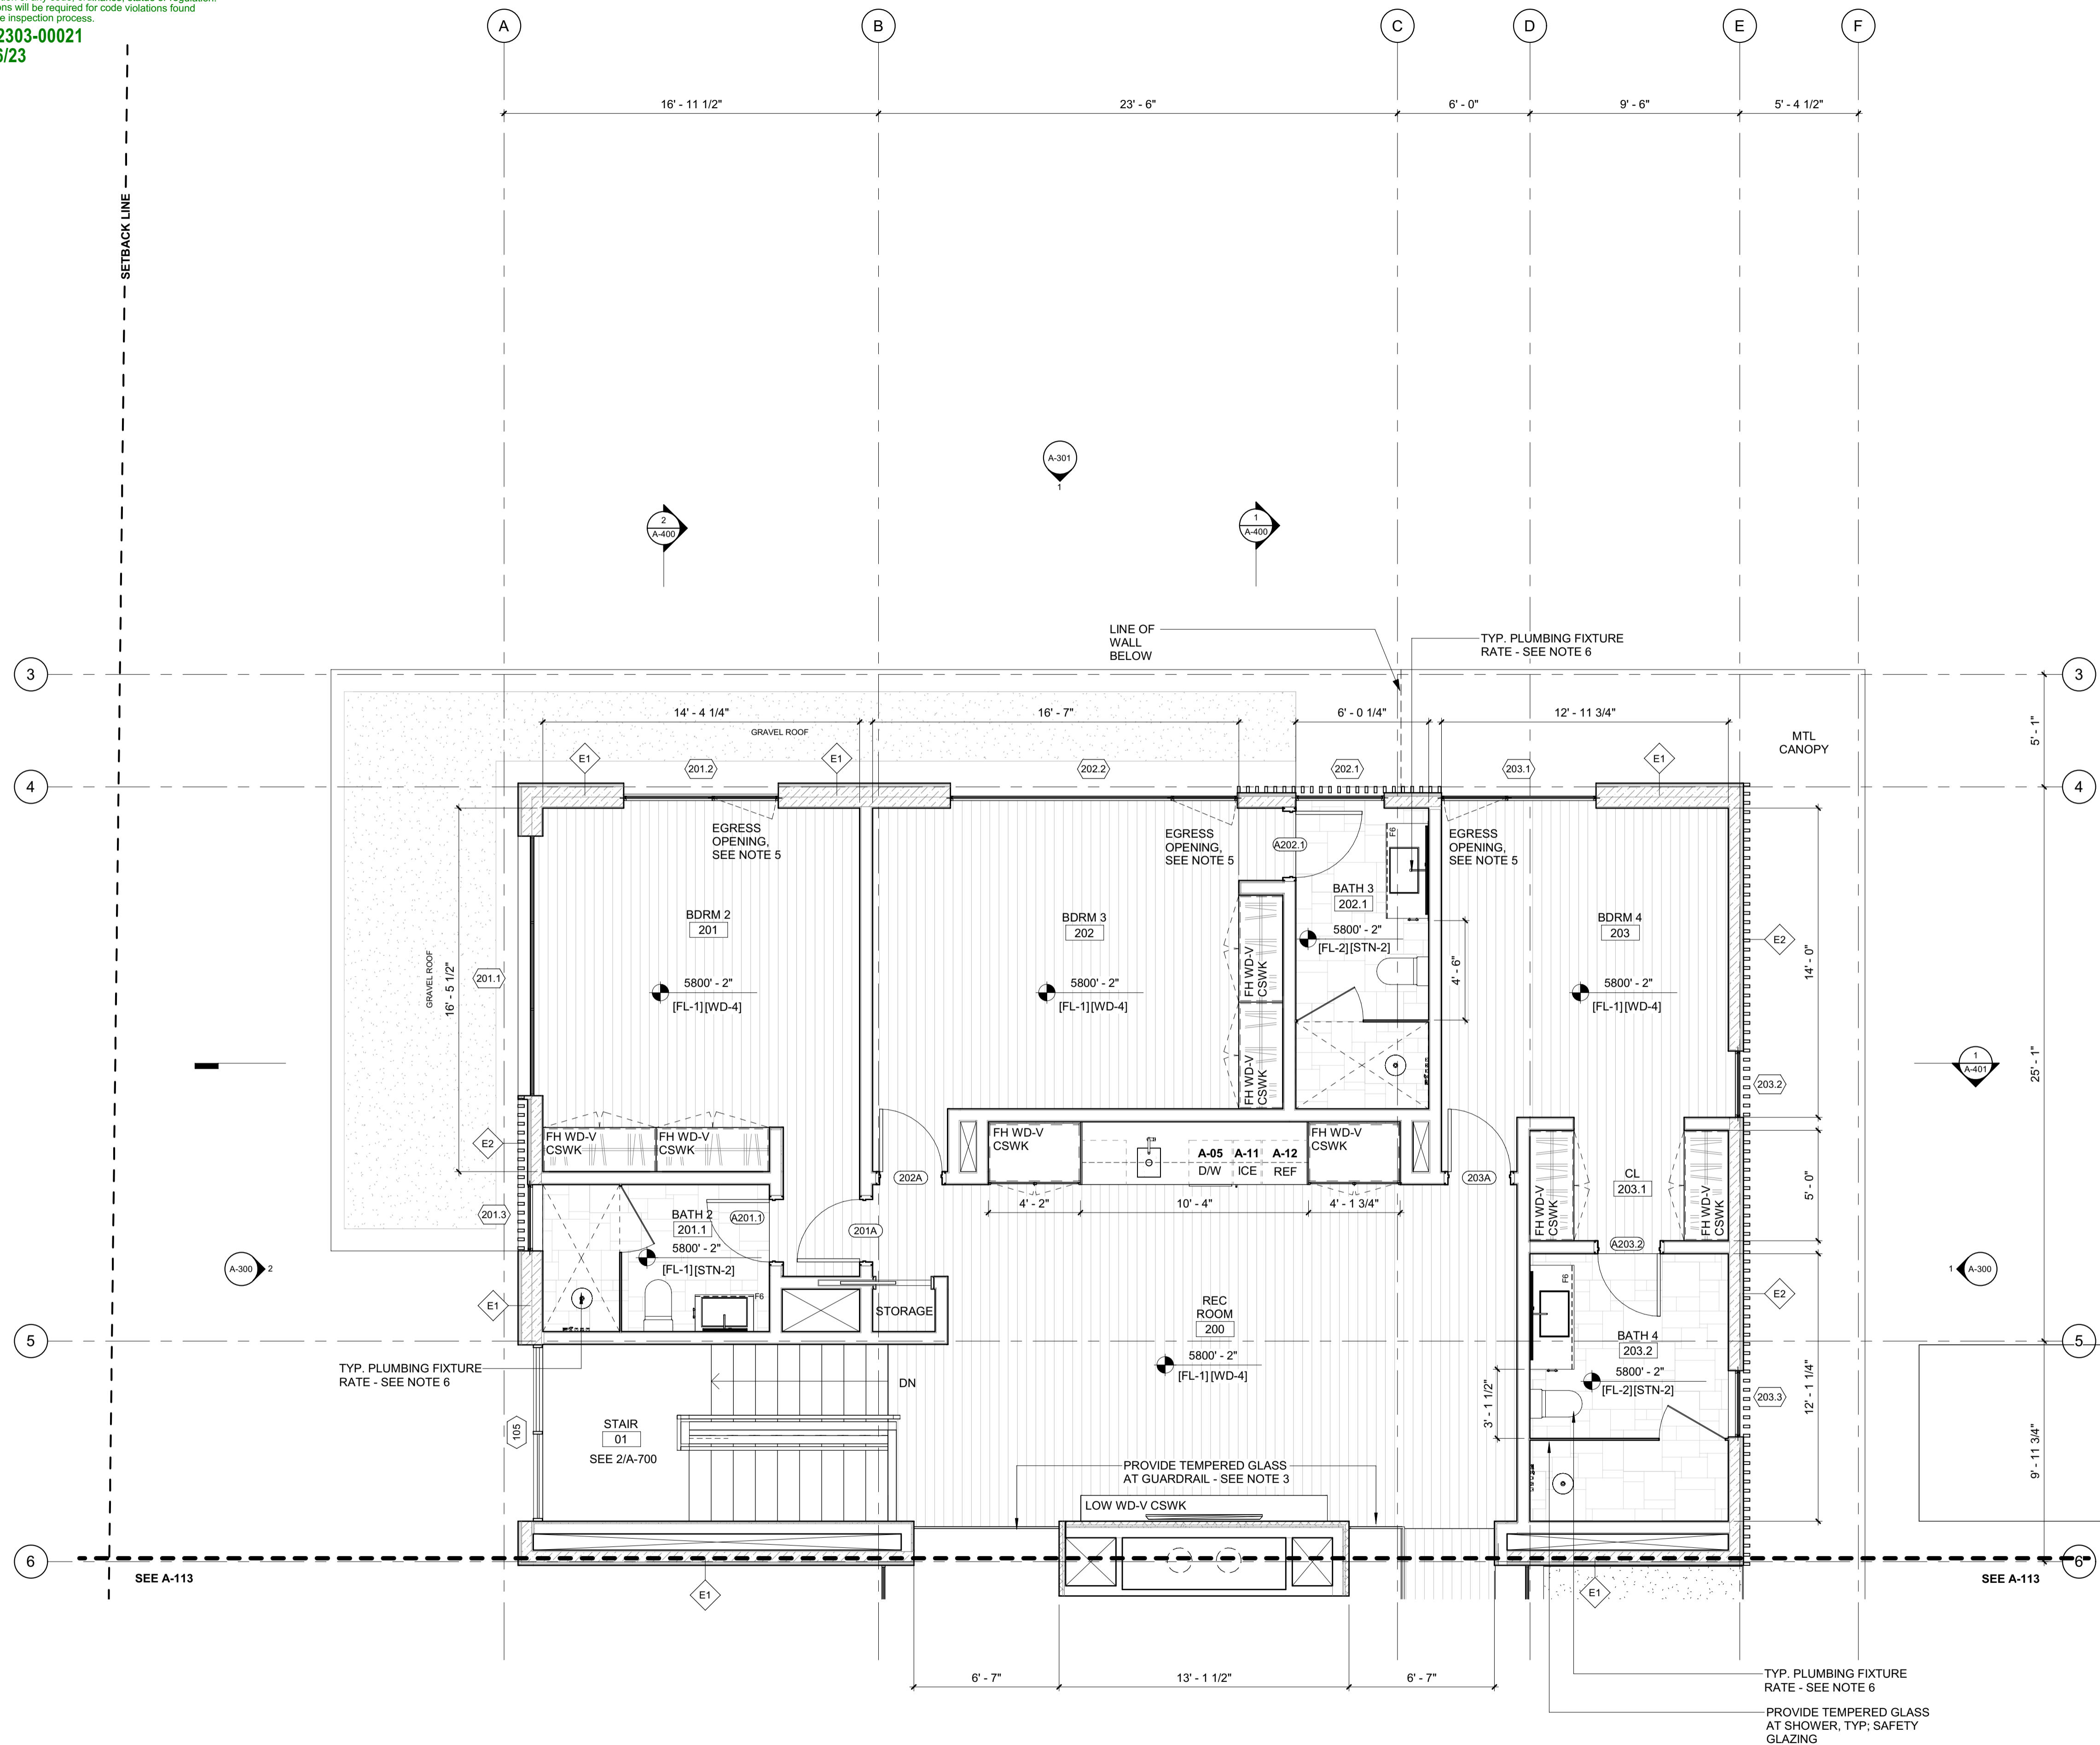 ns will be required for code violations found
e inspection process.
2303-00021
6/23
A
B
C
D
E
F
16' - 11 1/2"
23' - 6"
6' - 0"
9' - 6"
5' - 4 1/2"
SETBACK LINE
A-301
1
2
A-400
1
A-400
LINE OF
WALL
BELOW
TYP. PLUMBING FIXTURE
RATE - SEE NOTE 6
3
3
14' - 4 1/4"
16' - 7"
6' - 0 1/4"
12' - 11 3/4"
5' - 1"
GRAVEL ROOF
MTL
CANOPY
E1
201.2
E1
202.2
202.1
203.1
E1
4
4
EGRESS
OPENING,
SEE NOTE 5
EGRESS
OPENING,
SEE NOTE 5
A202.1
F6
EGRESS
OPENING,
SEE NOTE 5
BDRM 2
201
BDRM 3
202
BATH 3
202.1
BDRM 4
203
5800' - 2"
[FL-2][STN-2]
E2
GRAVEL ROOF
16' - 5 1/2"
201.1
5800' - 2"
[FL-1][WD-4]
5800' - 2"
[FL-1][WD-4]
FH WD-V
CSWK
FH WD-V
CSWK
4' - 6"
5800' - 2"
[FL-1][WD-4]
14' - 0"
25' - 1"
1
A-401
203.2
E2
FH WD-V
CSWK
FH WD-V
CSWK
FH WD-V
CSWK
A-05
D/W
A-11
ICE
A-12
REF
FH WD-V
CSWK
202A
203A
CL
203.1
FH WD-V
CSWK
FH WD-V
CSWK
5' - 0"
4' - 2"
10' - 4"
4' - 1 3/4"
201.3
BATH 2
201.1
A201.1
201A
5800' - 2"
[FL-1][STN-2]
A203.2
A-300
2
1
A-300
E1
F6
STORAGE
REC
ROOM
200
F6
E2
5
5
BATH 4
203.2
5800' - 2"
[FL-1][WD-4]
5800' - 2"
[FL-2][STN-2]
TYP. PLUMBING FIXTURE
RATE - SEE NOTE 6
DN
203.3
12' - 1 1/4"
3' - 1 1/2"
105
STAIR
01
SEE 2/A-700
PROVIDE TEMPERED GLASS
AT GUARDRAIL - SEE NOTE 3
9' - 11 3/4"
LOW WD-V CSWK
6
6
SEE A-113
SEE A-113
E1
E1
6' - 7"
13' - 1 1/2"
6' - 7"
TYP. PLUMBING FIXTURE
RATE - SEE NOTE 6
PROVIDE TEMPERED GLASS
AT SHOWER, TYP; SAFETY
GLAZING